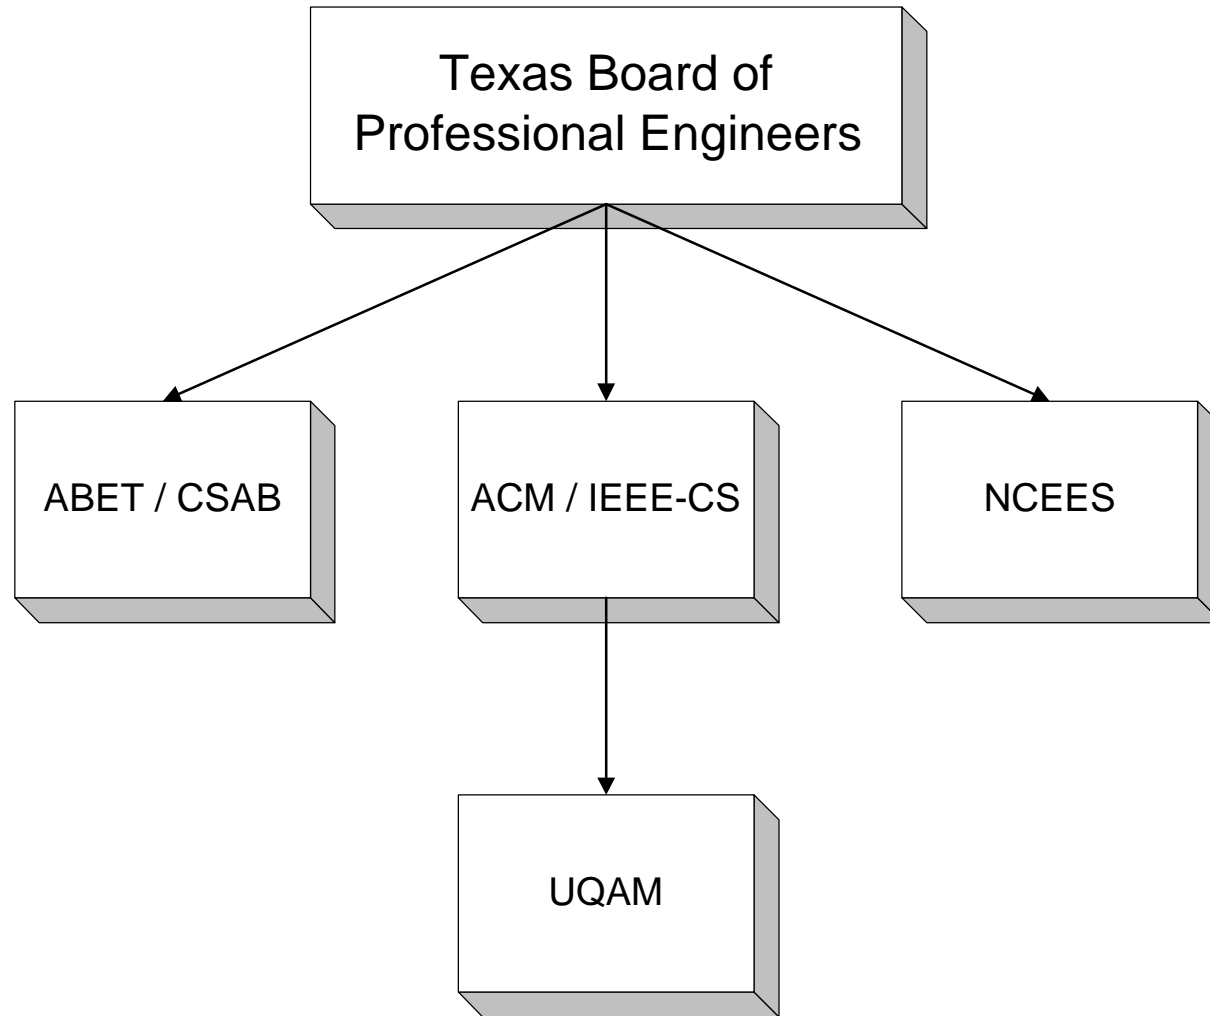 Texas Board of
Professional Engineers
ABET / CSAB
ACM / IEEE-CS
NCEES
UQAM